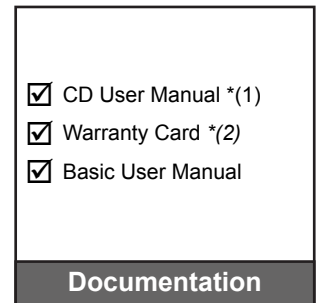 CD User Manual *(1)
Warranty Card *(2)
Basic User Manual
Documentation